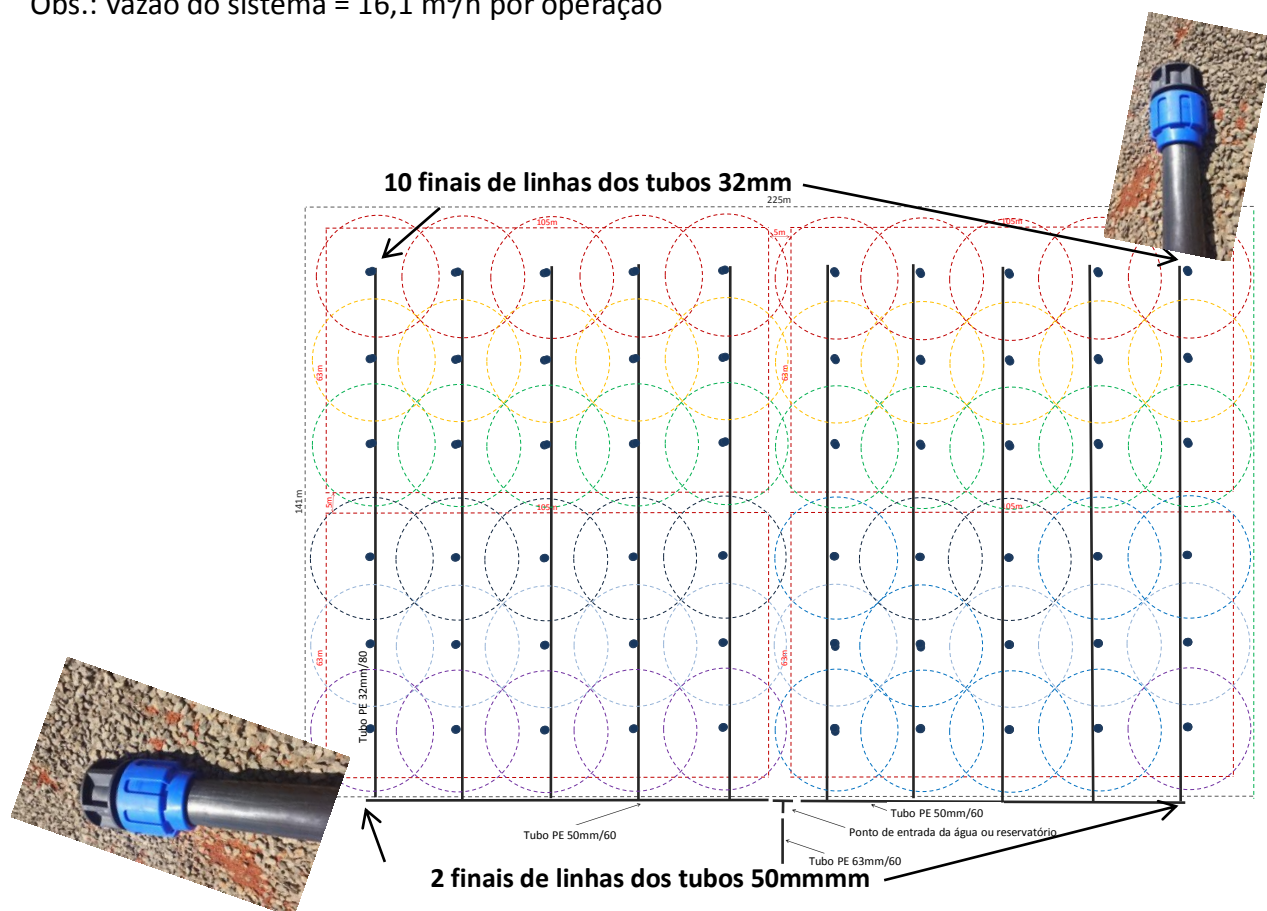 Obs.: Vazão do sistema = 16,1 m³/h por operação
10 finais de linhas dos tubos 32mm
225m
105m
105m
5m
63m
63m
141m
5m
105m
105m
63m
63m
Tubo PE 32mm/80
Tubo PE 50mm/60
Tubo PE 50mm/60
Ponto de entrada da água ou reservatório
Tubo PE 63mm/60
2 finais de linhas dos tubos 50mmmm